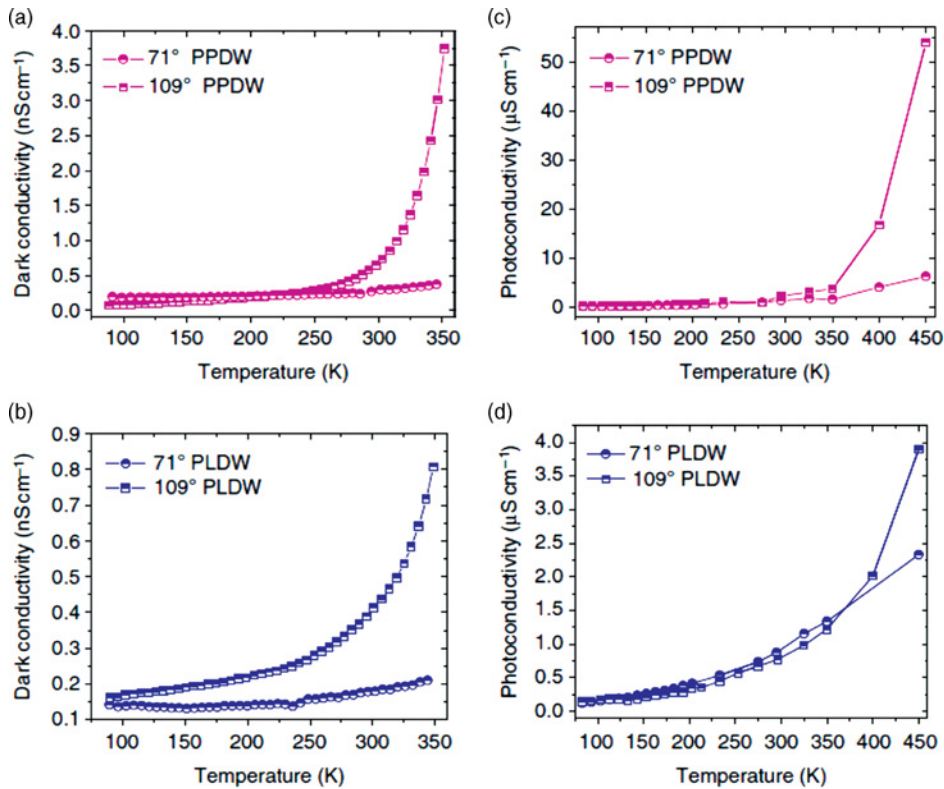 (a)
71° PPDW
109° PPDW
Dark conductivity (nScm⁻¹)
4.0
3.5
3.0
2.5
2.0
1.5
1.0
0.5
0.0
100 150 200 250 300 350
Temperature (K)
(c)
71° PPDW
109° PPDW
Photoconductivity (µS cm⁻¹)
50
40
30
20
10
0
100 150 200 250 300 350 400 450
Temperature (K)
(b)
71° PLDW
109° PLDW
Dark conductivity (nScm⁻¹)
0.9
0.8
0.7
0.6
0.5
0.4
0.3
0.2
0.1
100 150 200 250 300 350
Temperature (K)
(d)
71° PLDW
109° PLDW
Photoconductivity (µS cm⁻¹)
4.0
3.5
3.0
2.5
2.0
1.5
1.0
0.5
0.0
100 150 200 250 300 350 400 450
Temperature (K)